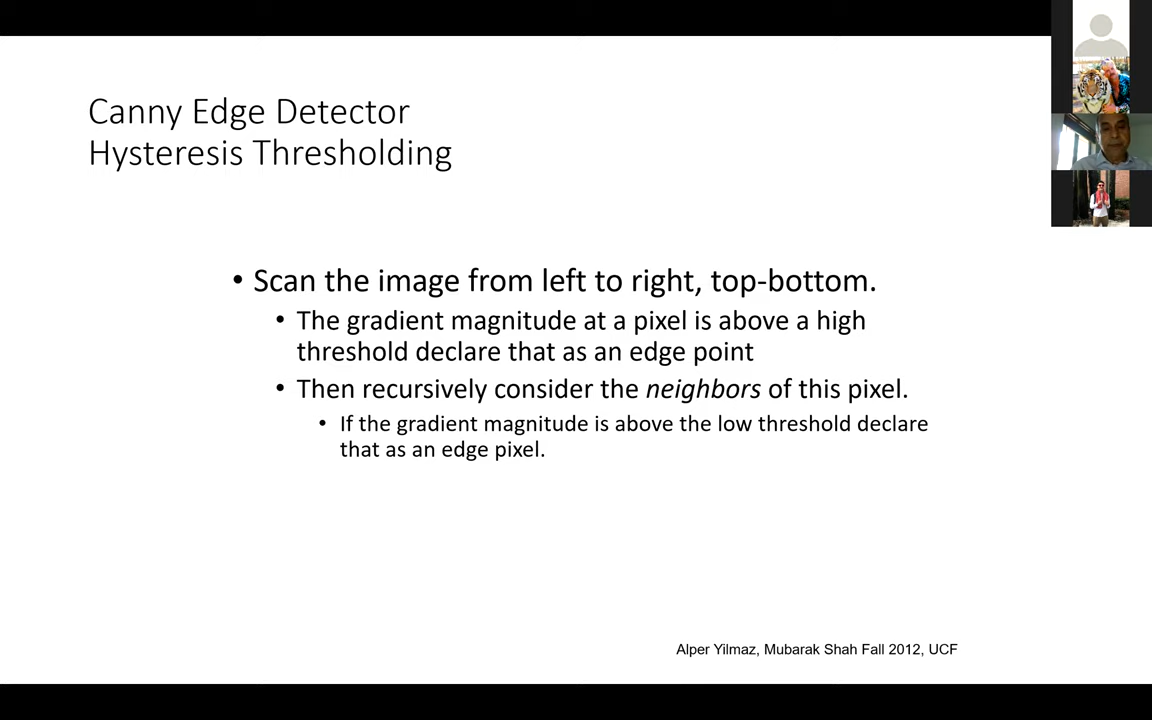 Canny Edge Detector
Hysteresis Thresholding
• Scan the image from left to right, top-bottom.
• The gradient magnitude at a pixel is above a high
threshold declare that as an edge point
• Then recursively consider the neighbors of this pixel.
• If the gradient magnitude is above the low threshold declare
that as an edge pixel.
Alper Yilmaz, Mubarak Shah Fall 2012, UCF